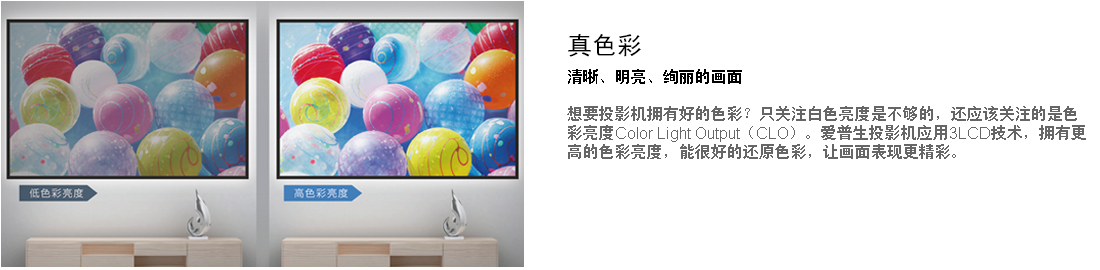 低色彩亮度
高色彩亮度
真色彩
清晰、明亮、绚丽的画面
想要投影机拥有好的色彩？只关注白色亮度是不够的，还应该关注的是色
彩亮度Color Light Output（CLO）。爱普生投影机应用3LCD技术，拥有更
高的色彩亮度，能很好的还原色彩，让画面表现更精彩。